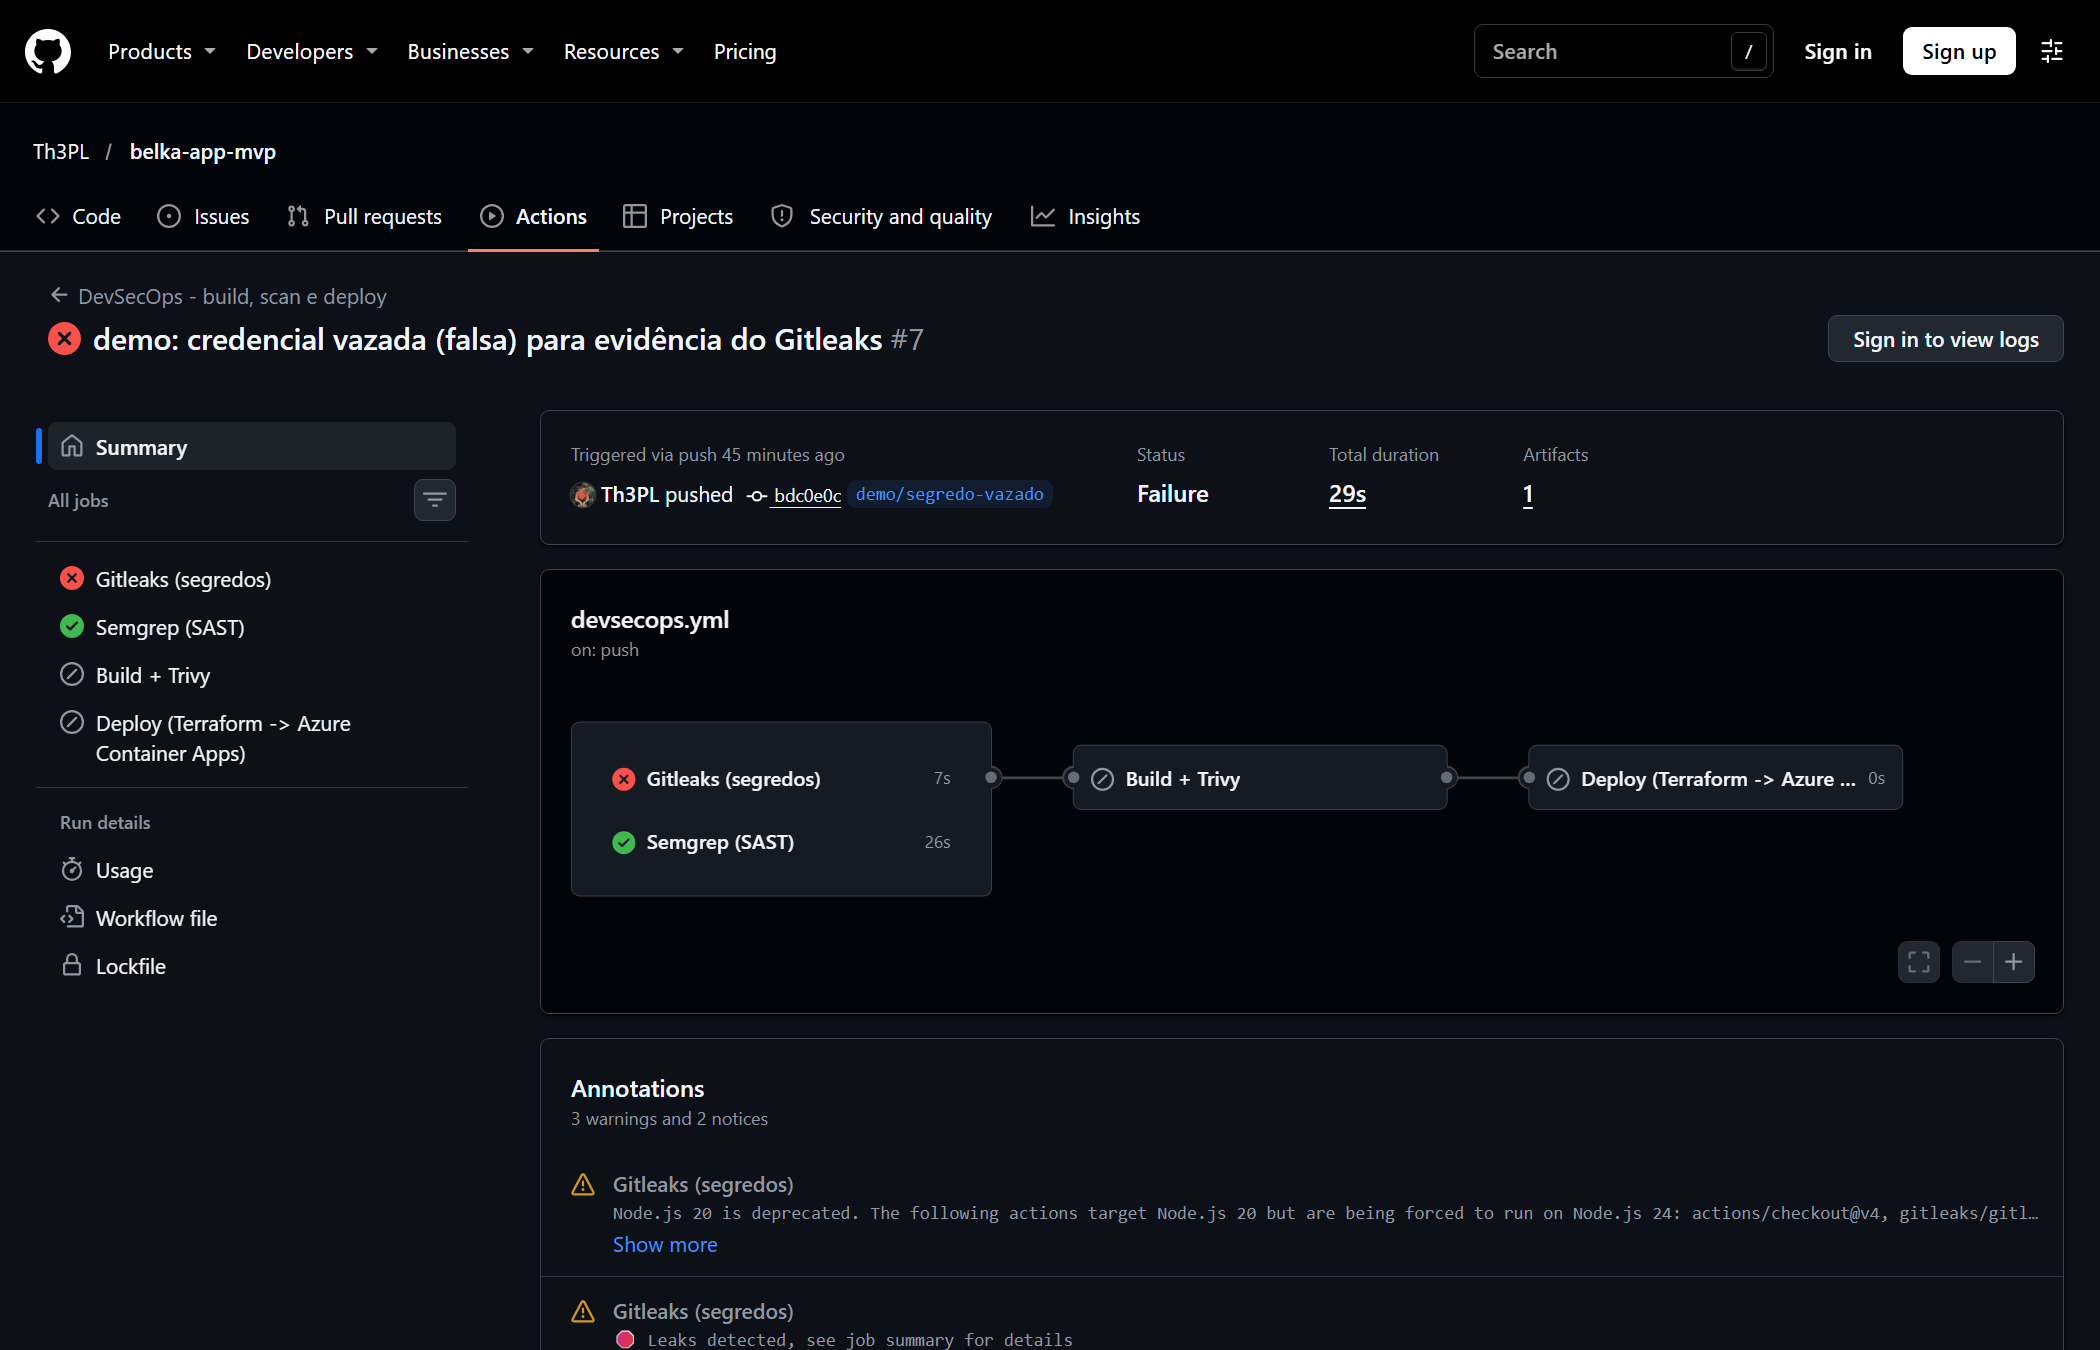 Products
Developers
Businesses
Resources
Pricing
Search
/
Sign in
Sign up
Th3PL / belka-app-mvp
Code
Issues
Pull requests
Actions
Projects
Security and quality
Insights
DevSecOps - build, scan e deploy
demo: credencial vazada (falsa) para evidência do Gitleaks #7
Sign in to view logs
Summary
All jobs
Gitleaks (segredos)
Semgrep (SAST)
Build + Trivy
Deploy (Terraform -> Azure
Container Apps)
Run details
Usage
Workflow file
Lockfile
Triggered via push 45 minutes ago
Th3PL pushed bdc0e0c demo/segredo-vazado
Status
Failure
Total duration
29s
Artifacts
1
devsecops.yml
on: push
Gitleaks (segredos) 7s
Semgrep (SAST) 26s
Build + Trivy
Deploy (Terraform -> Azure ... 0s
Annotations
3 warnings and 2 notices
Gitleaks (segredos)
Node.js 20 is deprecated. The following actions target Node.js 20 but are being forced to run on Node.js 24: actions/checkout@v4, gitleaks/gitl…
Show more
Gitleaks (segredos)
Leaks detected, see job summary for details